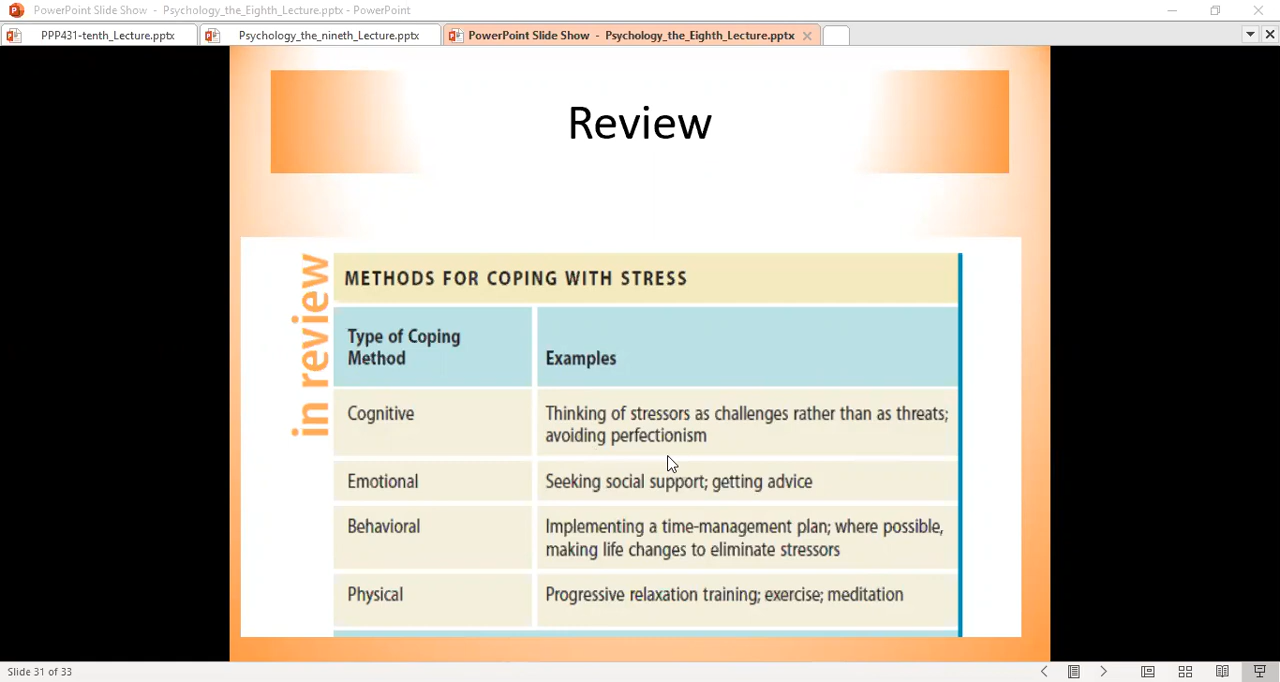 PowerPoint Slide Show - Psychology_the_Eighth_Lecture.pptx - PowerPoint
PPP431-tenth_Lecture.pptx
Psychology_the_nineth_Lecture.pptx
PowerPoint Slide Show - Psychology_the_Eighth_Lecture.pptx
Review
in review
METHODS FOR COPING WITH STRESS
Type of Coping
Method
Examples
Cognitive
Thinking of stressors as challenges rather than as threats;
avoiding perfectionism
Emotional
Seeking social support; getting advice
Behavioral
Implementing a time-management plan; where possible,
making life changes to eliminate stressors
Physical
Progressive relaxation training; exercise; meditation
Slide 31 of 33